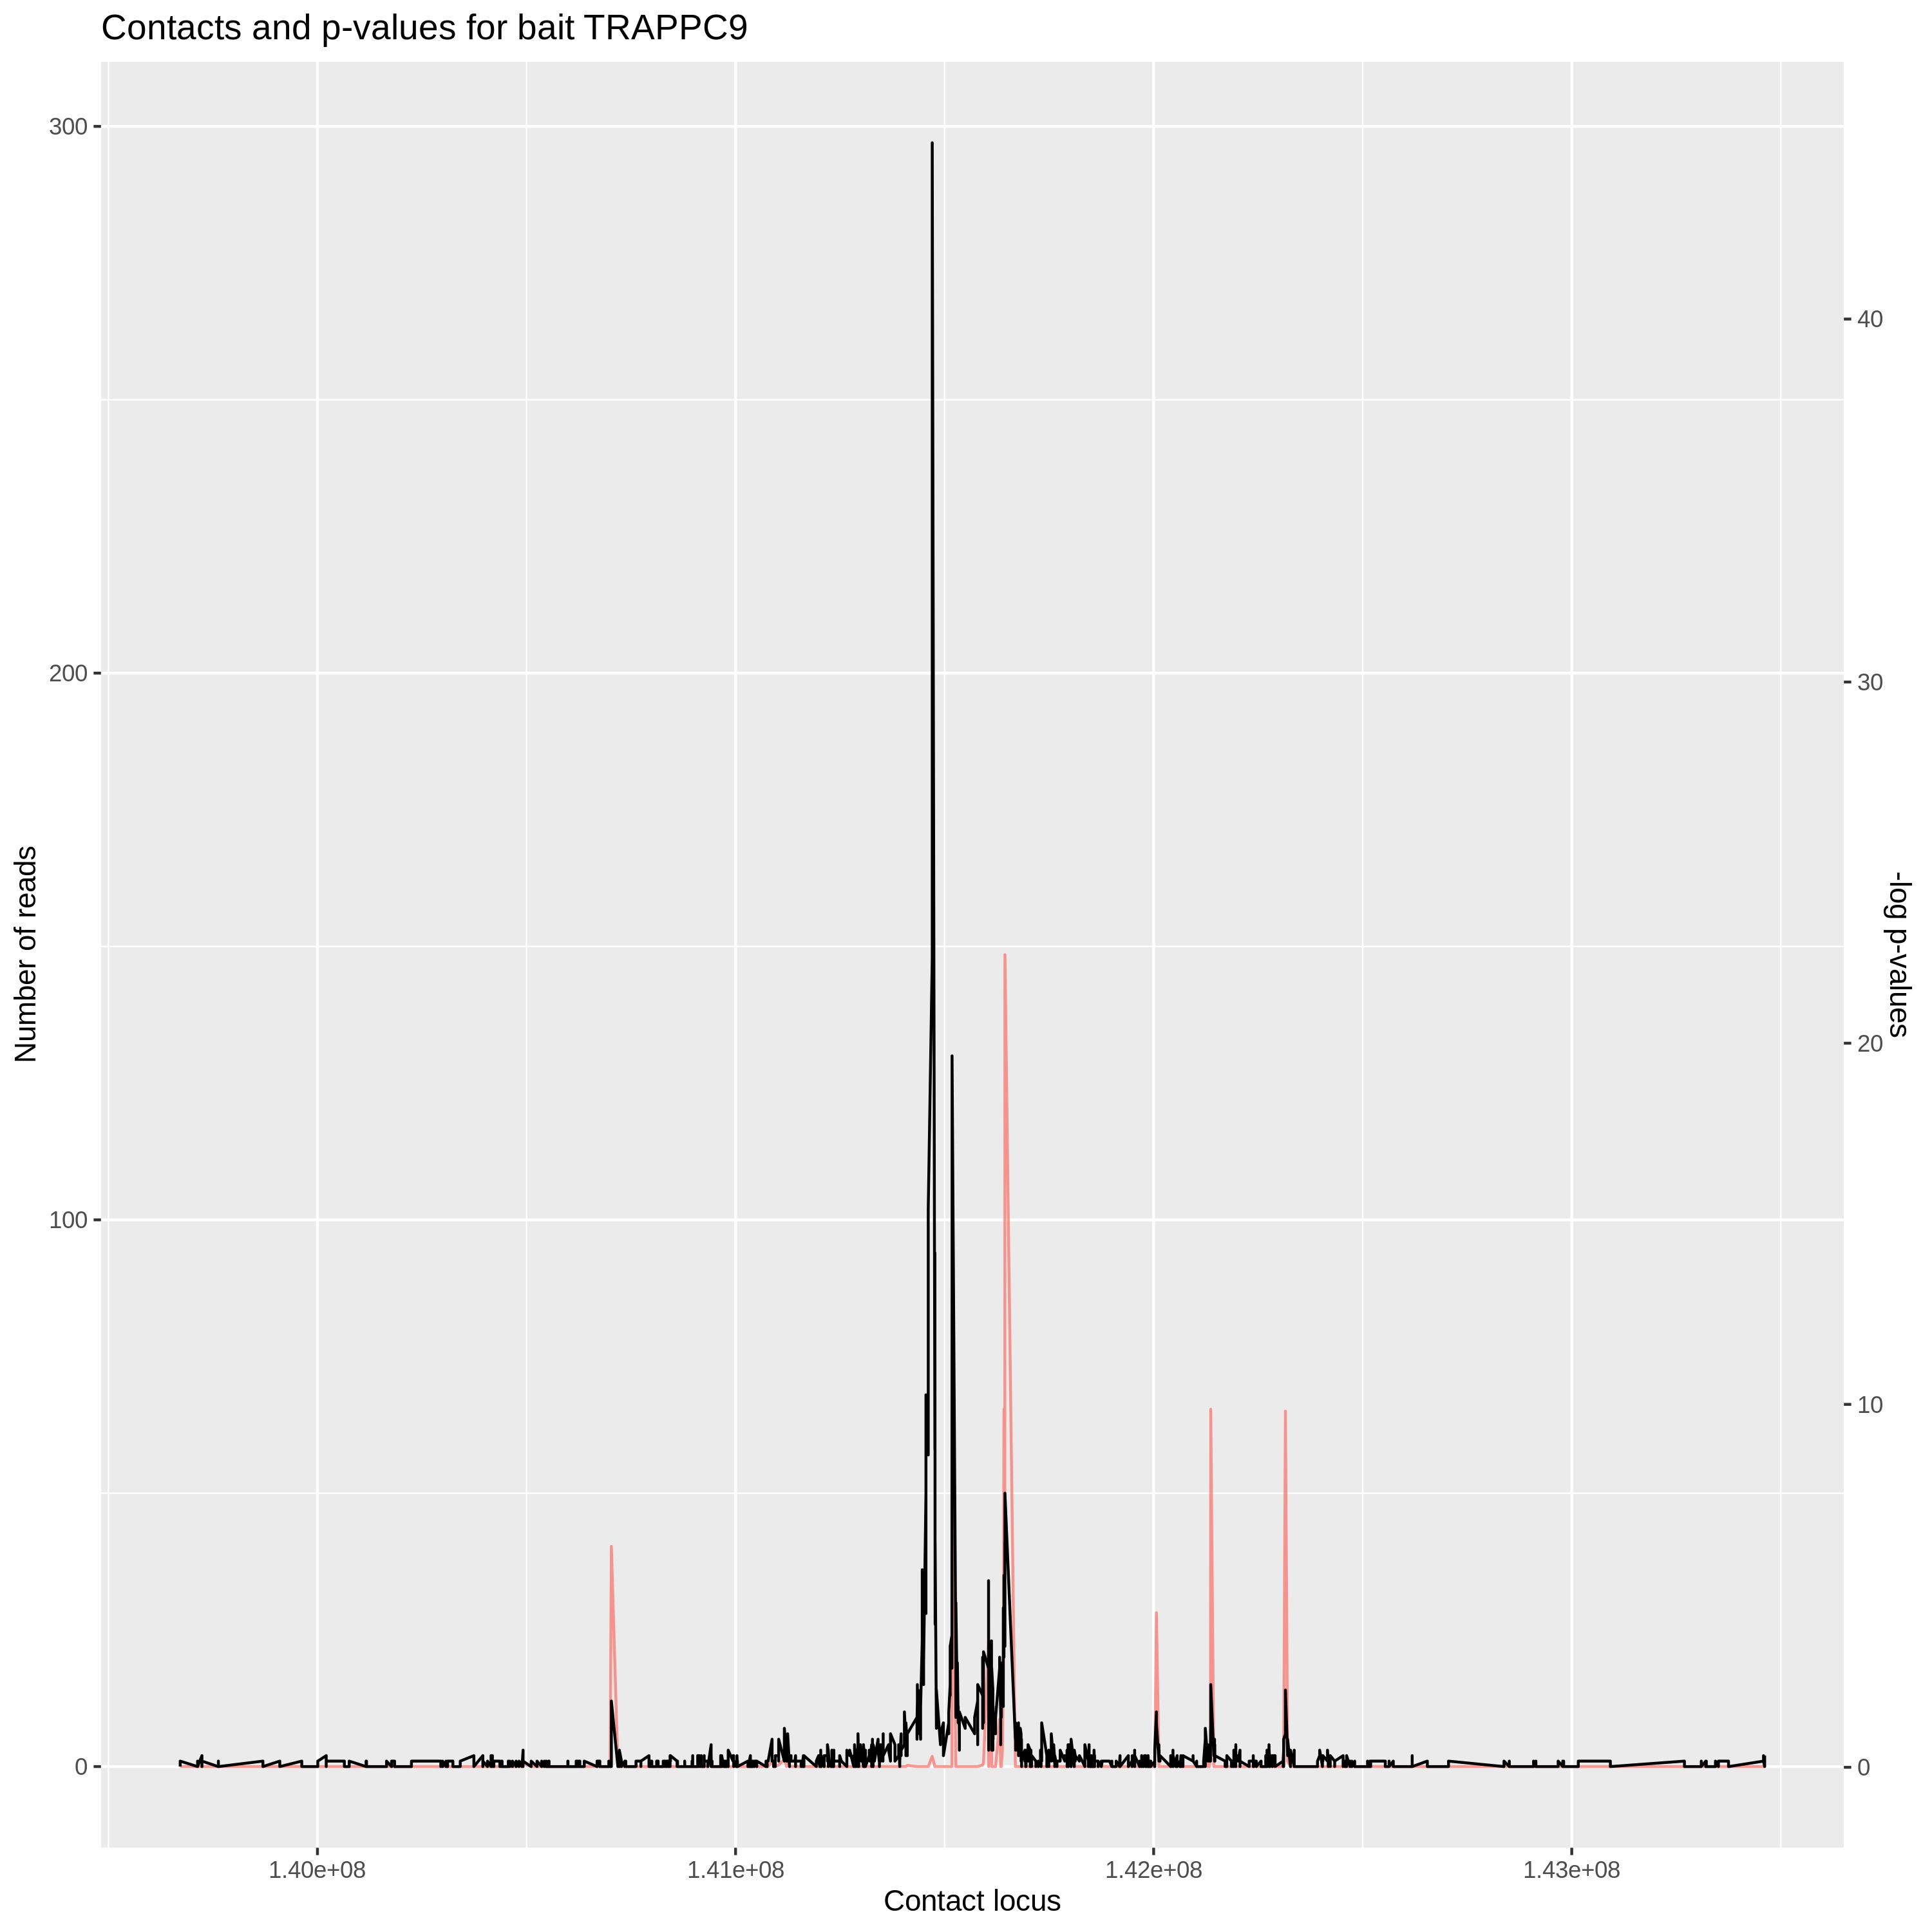 Contacts and p-values for bait TRAPPC9
300
200
100
0
Number of reads
40
30
20
10
0
-log p-values
1.40e+08
1.41e+08
1.42e+08
1.43e+08
Contact locus